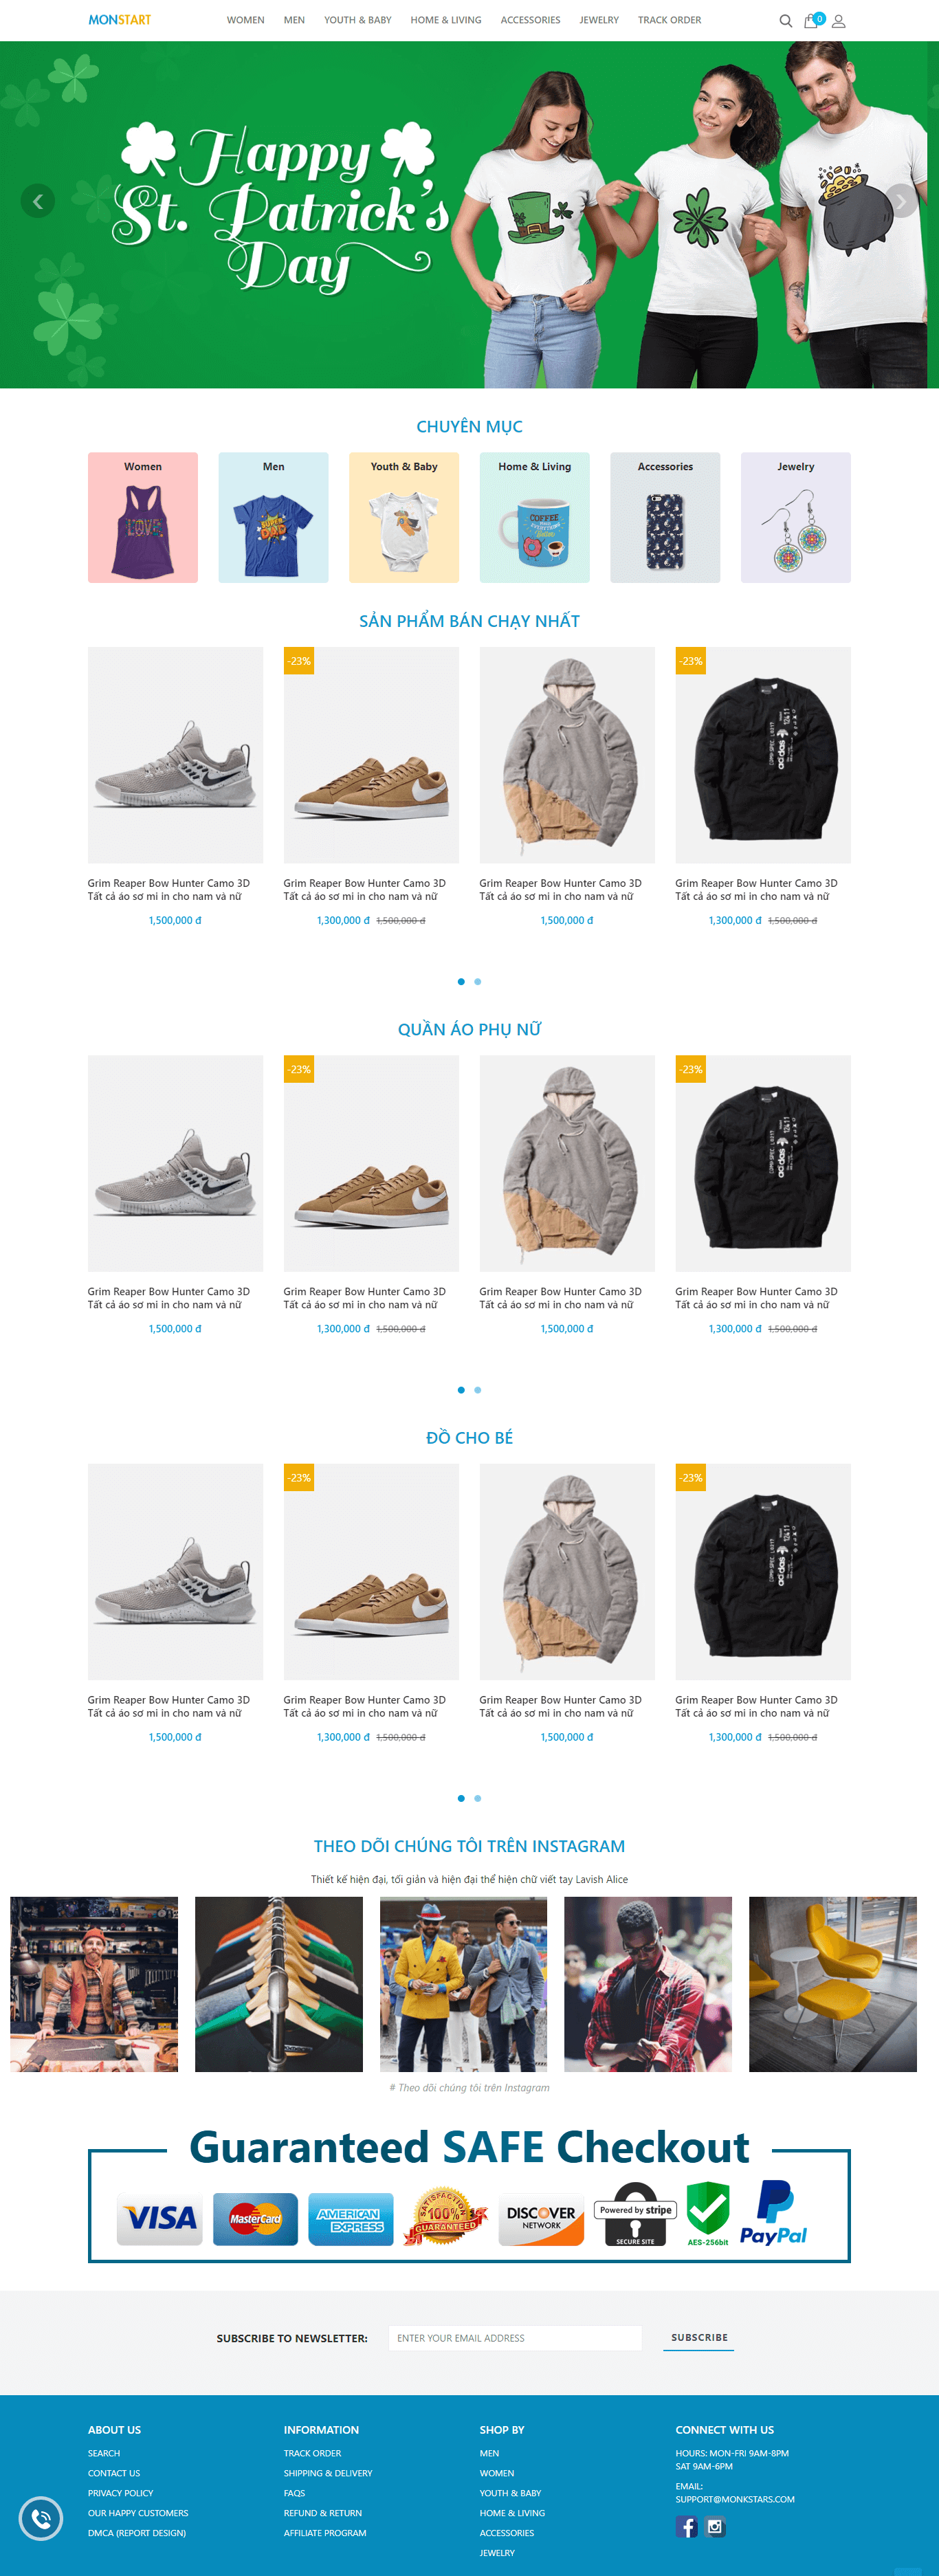 MONSTART
WOMEN MEN YOUTH & BABY HOME & LIVING ACCESSORIES JEWELRY TRACK ORDER
0
Happy
St. Patrick's
Day
CHUYÊN MỤC
Women Men Youth & Baby Home & Living Accessories Jewelry
LOVE
SUPER
DAD
COFFEE
SẢN PHẨM BÁN CHẠY NHẤT
-23% -23%
adidas
Grim Reaper Bow Hunter Camo 3D
Tất cả áo sơ mi in cho nam và nữ
1,500,000 đ
Grim Reaper Bow Hunter Camo 3D
Tất cả áo sơ mi in cho nam và nữ
1,300,000 đ 1,500,000 đ
Grim Reaper Bow Hunter Camo 3D
Tất cả áo sơ mi in cho nam và nữ
1,500,000 đ
Grim Reaper Bow Hunter Camo 3D
Tất cả áo sơ mi in cho nam và nữ
1,300,000 đ 1,500,000 đ
QUẦN ÁO PHỤ NỮ
-23% -23%
adidas
Grim Reaper Bow Hunter Camo 3D
Tất cả áo sơ mi in cho nam và nữ
1,500,000 đ
Grim Reaper Bow Hunter Camo 3D
Tất cả áo sơ mi in cho nam và nữ
1,300,000 đ 1,500,000 đ
Grim Reaper Bow Hunter Camo 3D
Tất cả áo sơ mi in cho nam và nữ
1,500,000 đ
Grim Reaper Bow Hunter Camo 3D
Tất cả áo sơ mi in cho nam và nữ
1,300,000 đ 1,500,000 đ
ĐỒ CHO BÉ
-23% -23%
adidas
Grim Reaper Bow Hunter Camo 3D
Tất cả áo sơ mi in cho nam và nữ
1,500,000 đ
Grim Reaper Bow Hunter Camo 3D
Tất cả áo sơ mi in cho nam và nữ
1,300,000 đ 1,500,000 đ
Grim Reaper Bow Hunter Camo 3D
Tất cả áo sơ mi in cho nam và nữ
1,500,000 đ
Grim Reaper Bow Hunter Camo 3D
Tất cả áo sơ mi in cho nam và nữ
1,300,000 đ 1,500,000 đ
THEO DÕI CHÚNG TÔI TRÊN INSTAGRAM
Thiết kế hiện đại, tối giản và hiện đại thể hiện chữ viết tay Lavish Alice
# Theo dõi chúng tôi trên Instagram
Guaranteed SAFE Checkout
VISA
MasterCard
AMERICAN
EXPRESS
SATISFACTION
100%
GUARANTEED
DISCOVER
NETWORK
Powered by stripe
SECURE SITE
AES-256bit
PayPal
SUBSCRIBE TO NEWSLETTER: ENTER YOUR EMAIL ADDRESS SUBSCRIBE
ABOUT US
SEARCH
CONTACT US
PRIVACY POLICY
OUR HAPPY CUSTOMERS
DMCA (REPORT DESIGN)
INFORMATION
TRACK ORDER
SHIPPING & DELIVERY
FAQS
REFUND & RETURN
AFFILIATE PROGRAM
SHOP BY
MEN
WOMEN
YOUTH & BABY
HOME & LIVING
ACCESSORIES
JEWELRY
CONNECT WITH US
HOURS: MON-FRI 9AM-8PM
SAT 9AM-6PM
EMAIL:
SUPPORT@MONKSTARS.COM